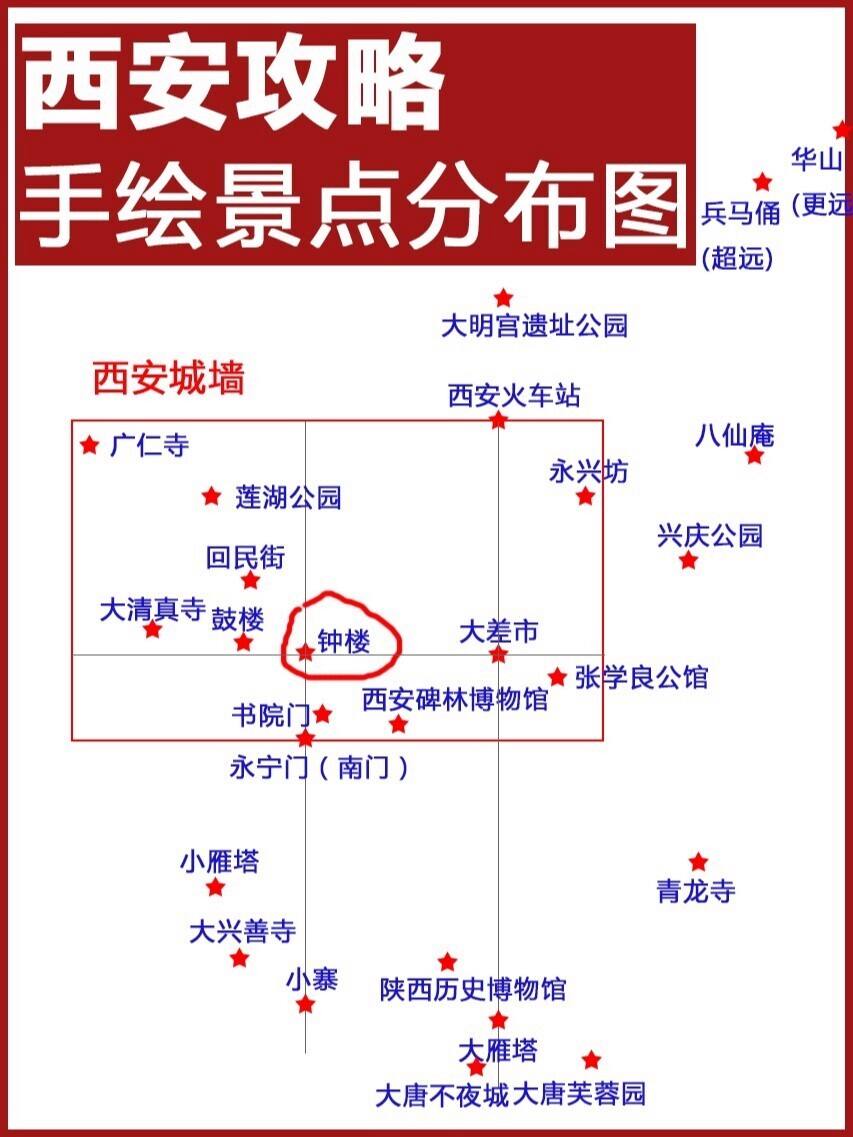 西安攻略
手绘景点分布图
华山
(更远
兵马俑
(超远)
大明宫遗址公园
西安城墙
西安火车站
八仙庵
广仁寺
永兴坊
莲湖公园
兴庆公园
回民街
大清真寺
鼓楼
钟楼
大差市
张学良公馆
西安碑林博物馆
书院门
永宁门（南门）
小雁塔
青龙寺
大兴善寺
小寨
陕西历史博物馆
大雁塔
大唐不夜城
大唐芙蓉园